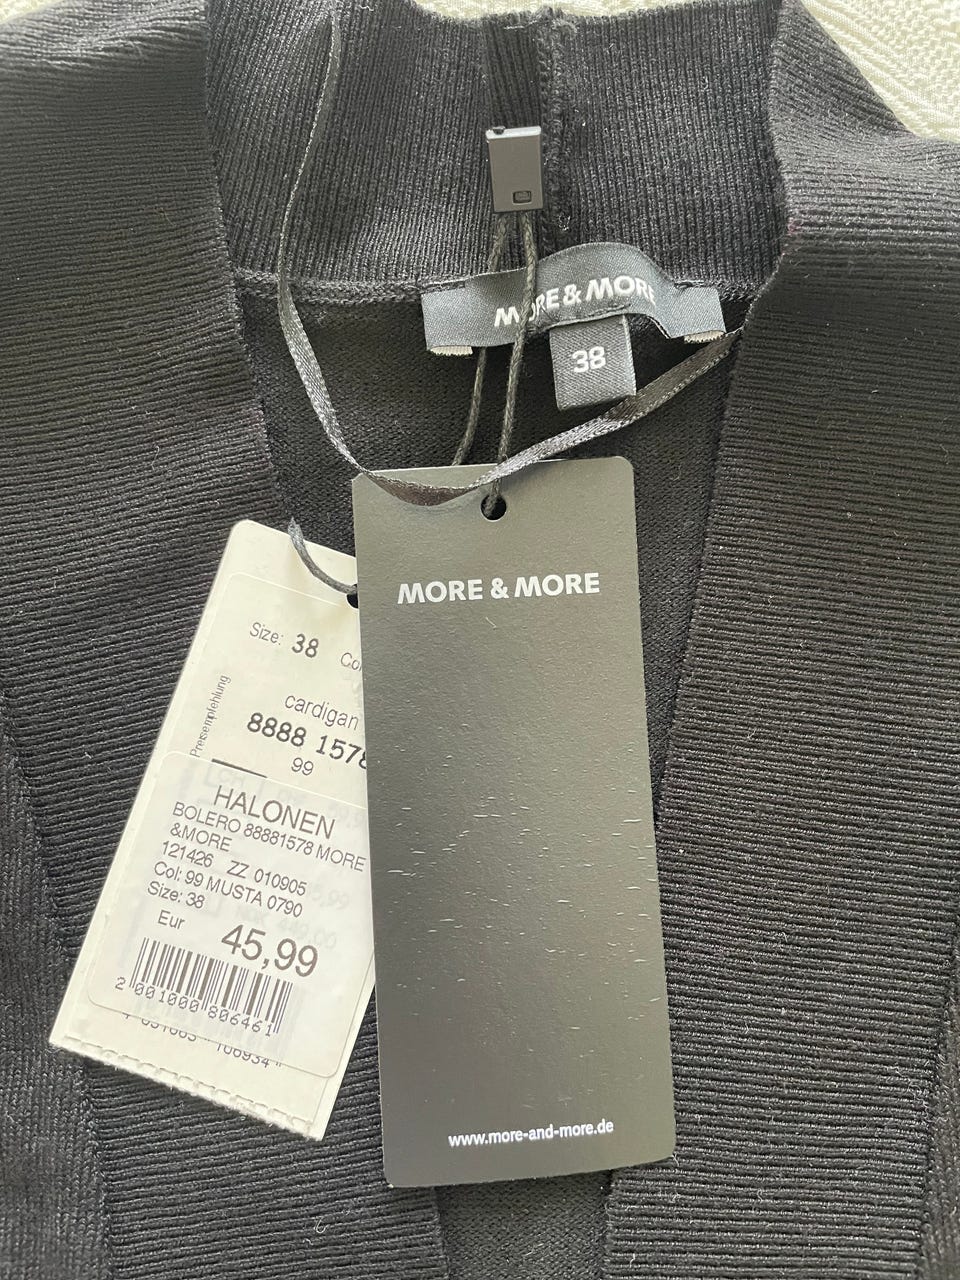 MORE & MORE
38
MORE & MORE
Size: 38
cardigan
8888 1578
99
Preisempfehlung
HALONEN
BOLERO 88881578 MORE
&MORE
121426 ZZ 010905
Col: 99 MUSTA 0790
Size: 38
Eur 45,99
2 001000 806461
www.more-and-more.de